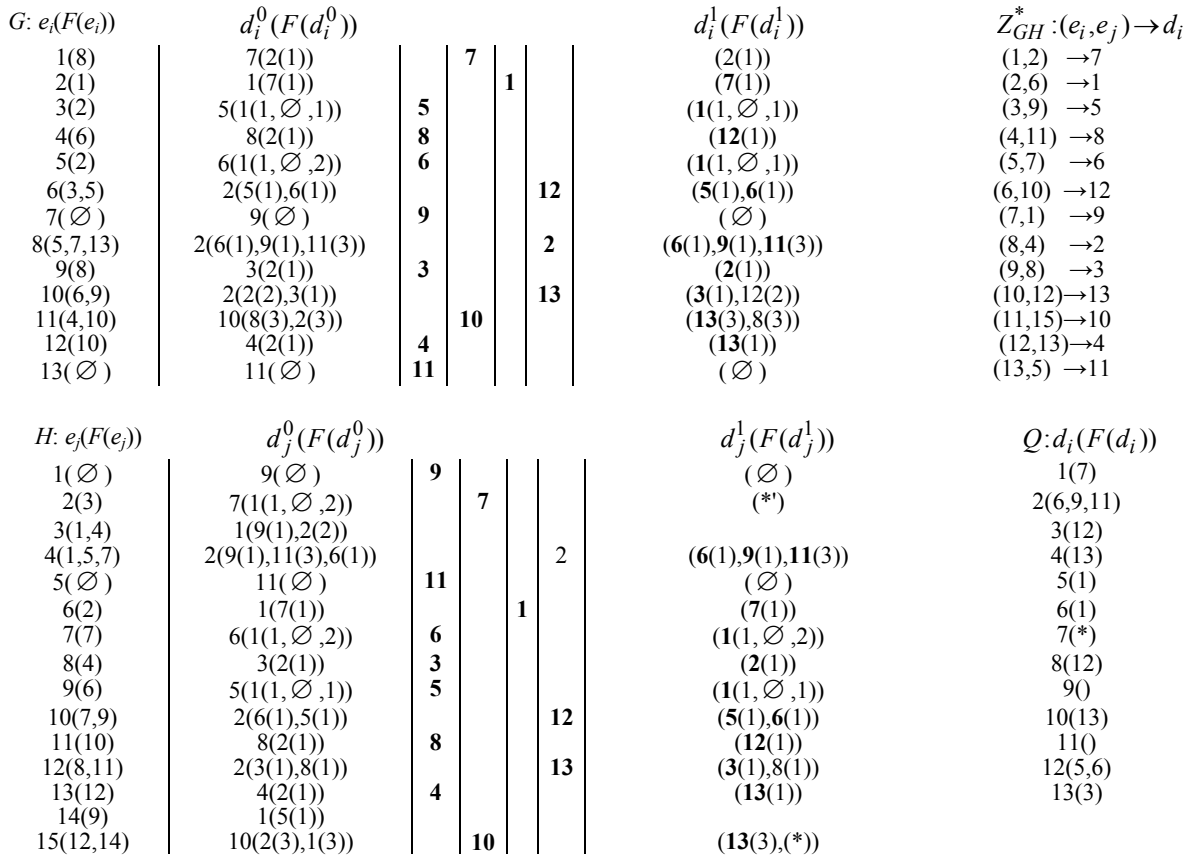 G: e_i(F(e_i)) d_i^0(F(d_i^0)) d_i^1(F(d_i^1)) Z_{GH}^*:(e_i,e_j)→d_i
1(8) 7(2(1)) 7 (2(1)) (1,2) →7
2(1) 1(7(1)) 1 (7(1)) (2,6) →1
3(2) 5(1(1,∅,1)) 5 (1(1,∅,1)) (3,9) →5
4(6) 8(2(1)) 8 (12(1)) (4,11) →8
5(2) 6(1(1,∅,2)) 6 (1(1,∅,1)) (5,7) →6
6(3,5) 2(5(1),6(1)) 12 (5(1),6(1)) (6,10) →12
7(∅) 9(∅) 9 (∅) (7,1) →9
8(5,7,13) 2(6(1),9(1),11(3)) 2 (6(1),9(1),11(3)) (8,4) →2
9(8) 3(2(1)) 3 (2(1)) (9,8) →3
10(6,9) 2(2(2),3(1)) 13 (3(1),12(2)) (10,12)→13
11(4,10) 10(8(3),2(3)) 10 (13(3),8(3)) (11,15)→10
12(10) 4(2(1)) 4 (13(1)) (12,13)→4
13(∅) 11(∅) 11 (∅) (13,5) →11
H: e_j(F(e_j)) d_j^0(F(d_j^0)) d_j^1(F(d_j^1)) Q:d_i(F(d_i))
1(∅) 9(∅) 9 (∅) 1(7)
2(3) 7(1(1,∅,2)) 7 (*') 2(6,9,11)
3(1,4) 1(9(1),2(2)) 3(12)
4(1,5,7) 2(9(1),11(3),6(1)) 2 (6(1),9(1),11(3)) 4(13)
5(∅) 11(∅) 11 (∅) 5(1)
6(2) 1(7(1)) 1 (7(1)) 6(1)
7(7) 6(1(1,∅,2)) 6 (1(1,∅,2)) 7(*)
8(4) 3(2(1)) 3 (2(1)) 8(12)
9(6) 5(1(1,∅,1)) 5 (1(1,∅,1)) 9()
10(7,9) 2(6(1),5(1)) 12 (5(1),6(1)) 10(13)
11(10) 8(2(1)) 8 (12(1)) 11()
12(8,11) 2(3(1),8(1)) 13 (3(1),8(1)) 12(5,6)
13(12) 4(2(1)) 4 (13(1)) 13(3)
14(9) 1(5(1))
15(12,14) 10(2(3),1(3)) 10 (13(3),(*))